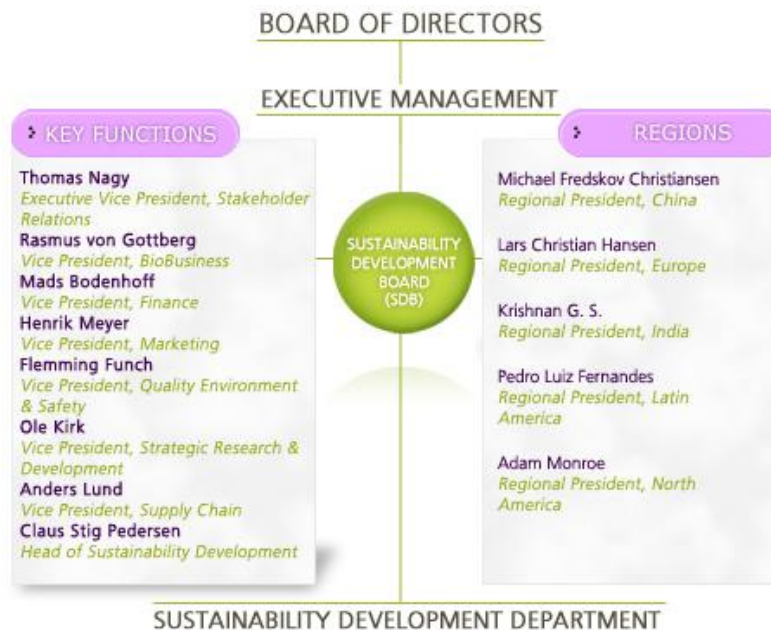 BOARD OF DIRECTORS
EXECUTIVE MANAGEMENT
KEY FUNCTIONS
Thomas Nagy
Executive Vice President, Stakeholder
Relations
Rasmus von Gottberg
Vice President, BioBusiness
Mads Bodenhoff
Vice President, Finance
Henrik Meyer
Vice President, Marketing
Flemming Funch
Vice President, Quality Environment
& Safety
Ole Kirk
Vice President, Strategic Research &
Development
Anders Lund
Vice President, Supply Chain
Claus Stig Pedersen
Head of Sustainability Development
SUSTAINABILITY
DEVELOPMENT
BOARD
(SDB)
REGIONS
Michael Fredskov Christiansen
Regional President, China
Lars Christian Hansen
Regional President, Europe
Krishnan G. S.
Regional President, India
Pedro Luiz Fernandes
Regional President, Latin
America
Adam Monroe
Regional President, North
America
SUSTAINABILITY DEVELOPMENT DEPARTMENT